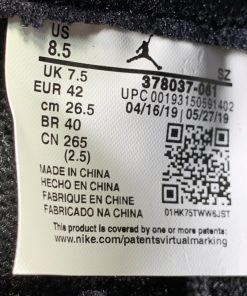 US
8.5
SZ
UK 7.5
EUR 42
cm 26.5
BR 40
CN 265
(2.5)
378037-061
UPC 00193150591402
04/16/19 05/27/19
MADE IN CHINA
HECHO EN CHINA
FABRIQUE EN CHINE
FABRICADO NA CHINA
01HK75TWW6JST
This product is covered by one or more patents:
www.nike.com/patentsvirtualmarking